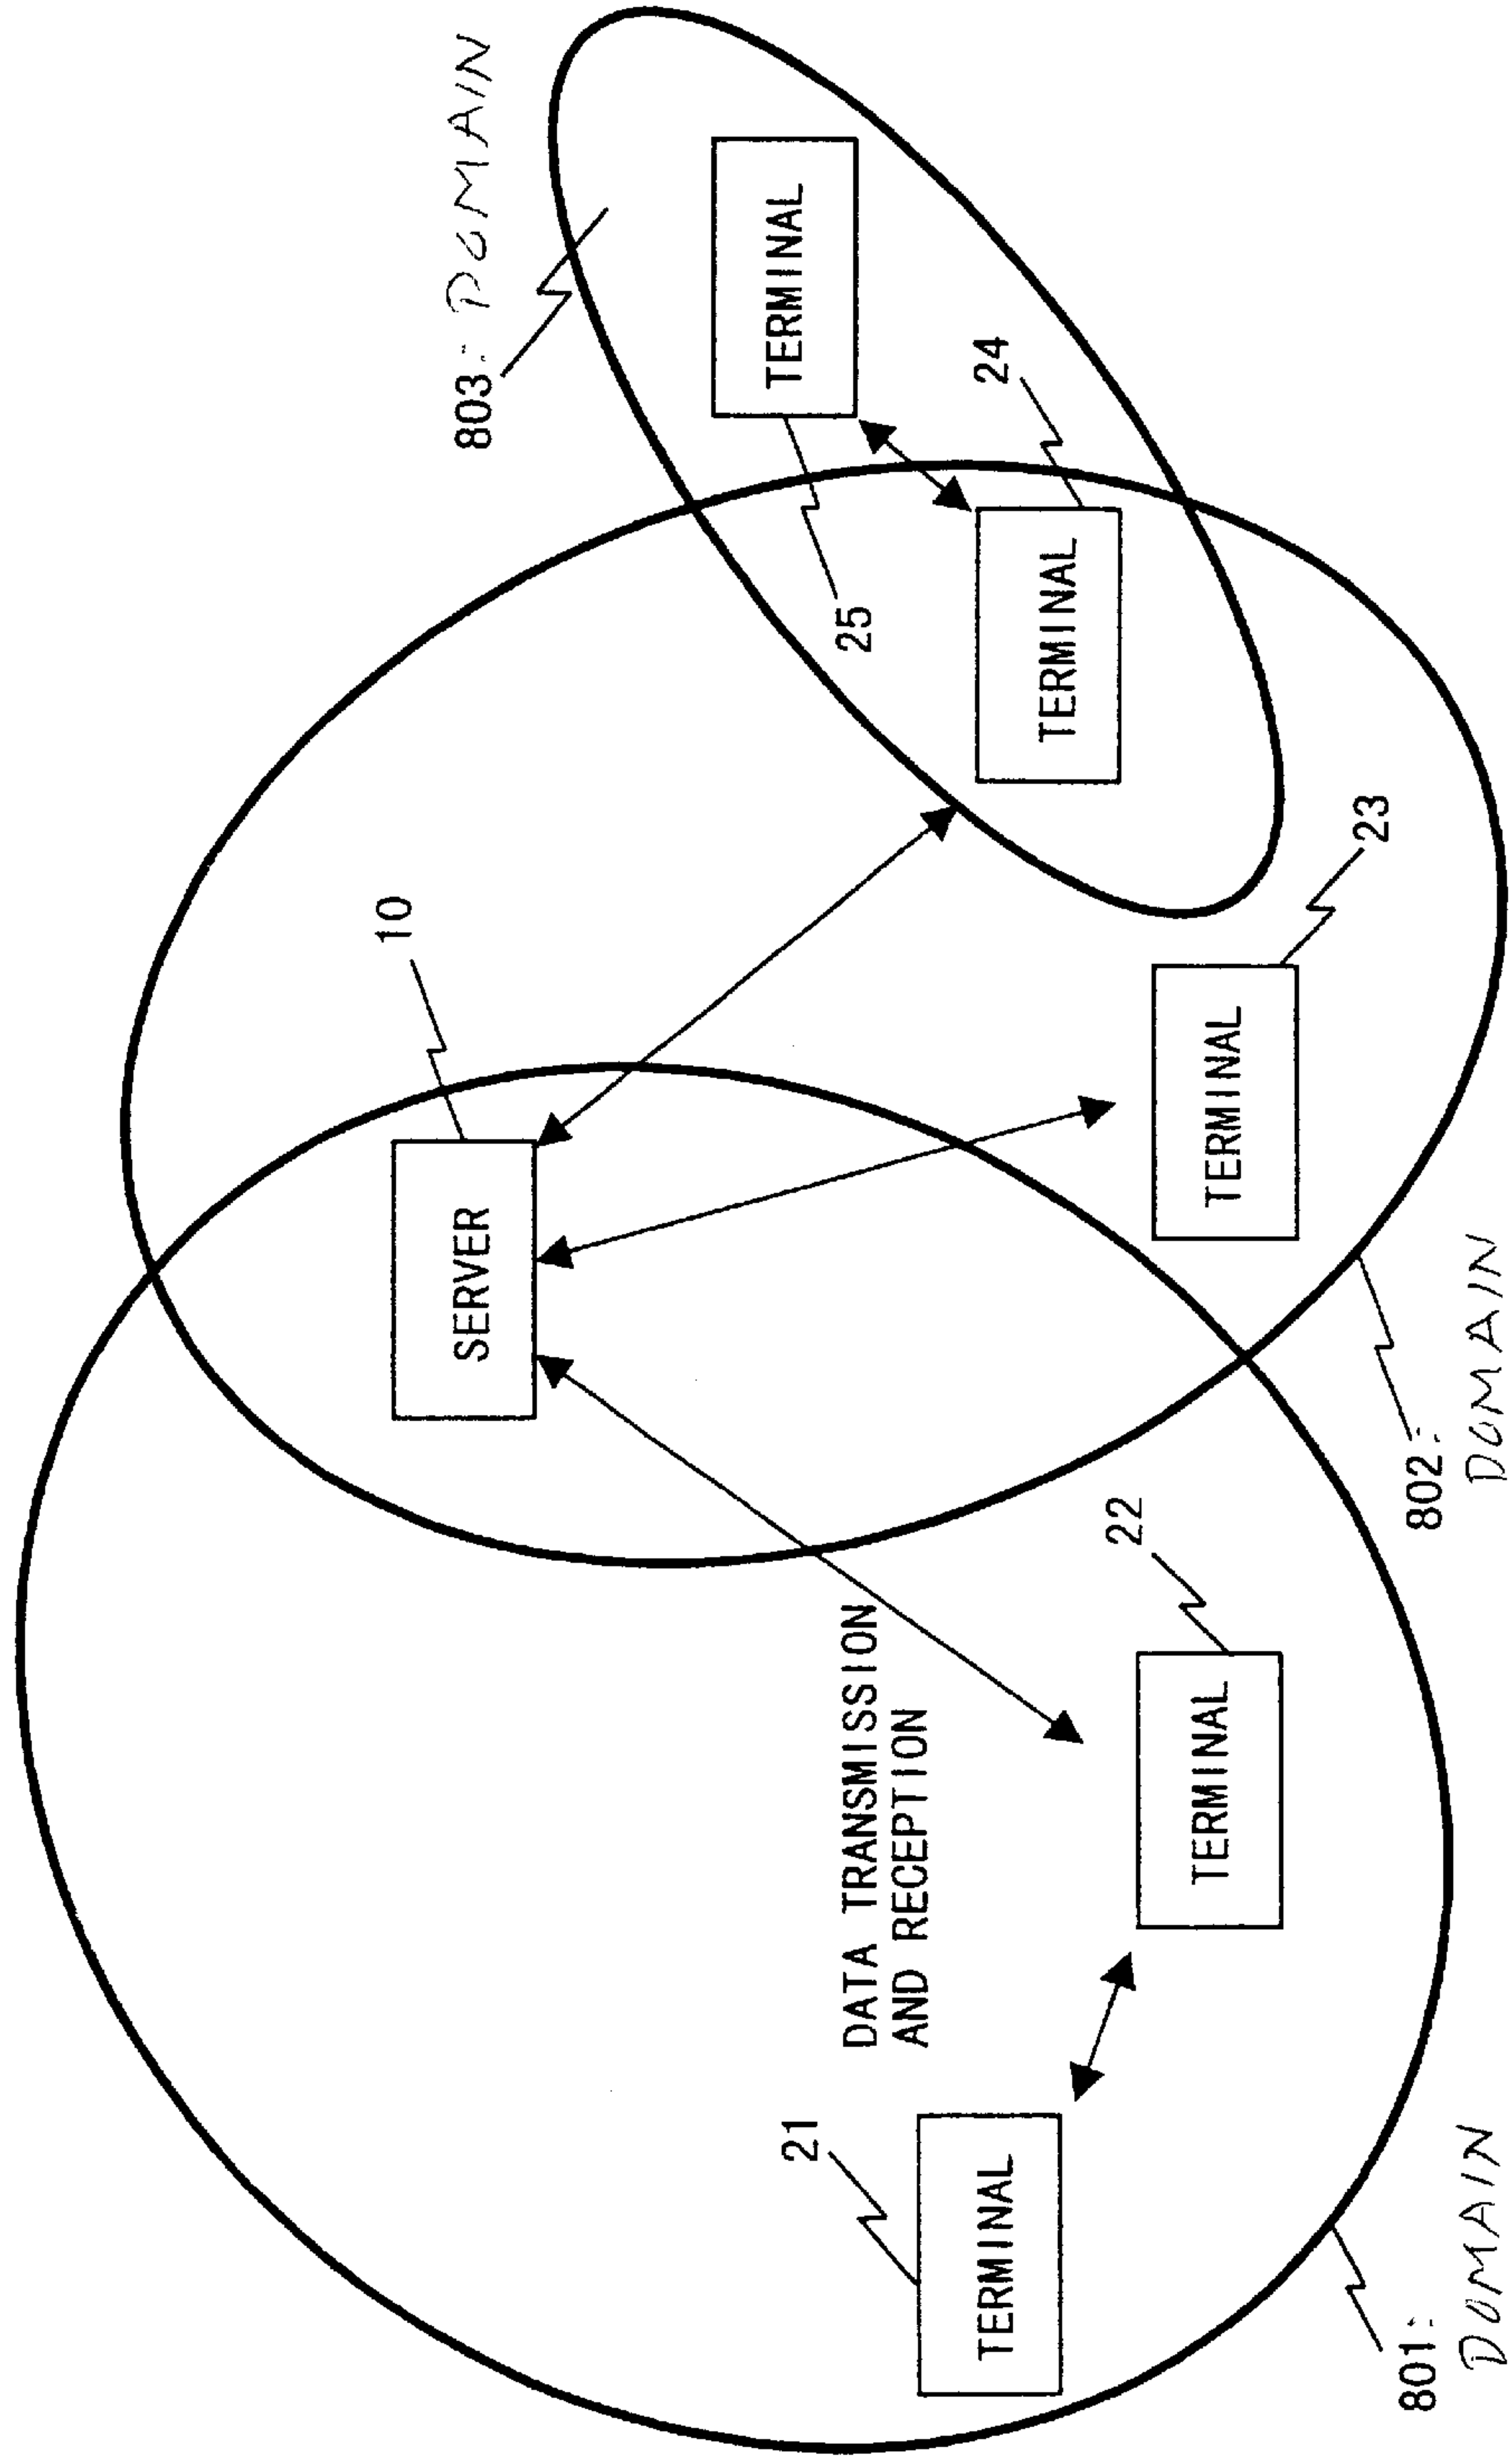 803: DOMAIN
10
SERVER
TERMINAL
25
24
TERMINAL
21
DATA TRANSMISSION
AND RECEPTION
22
23
TERMINAL
TERMINAL
TERMINAL
801:
DOMAIN
802:
DOMAIN